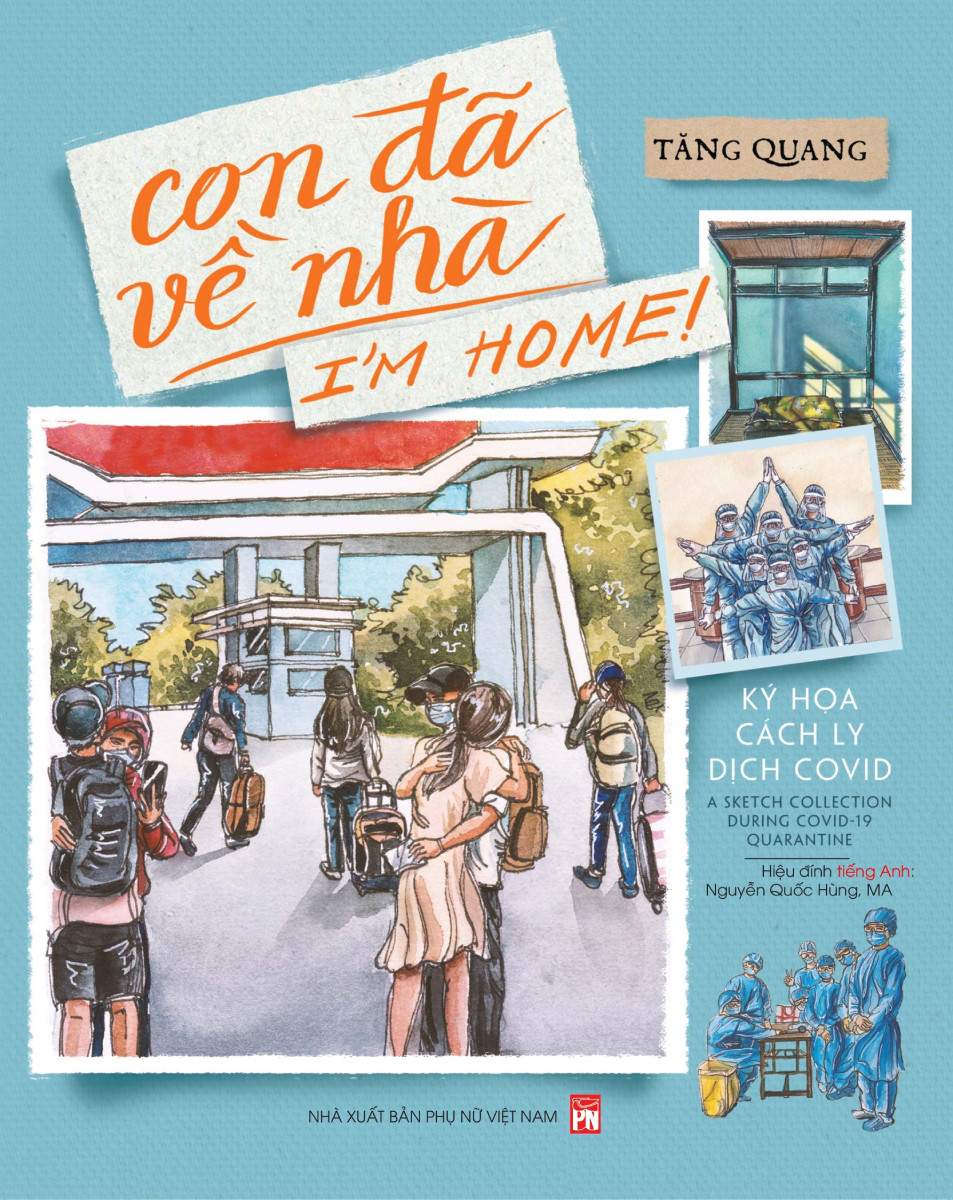 con đã
về nhà
I'M HOME!
TĂNG QUANG
KÝ HỌA
CÁCH LY
DỊCH COVID
A SKETCH COLLECTION
DURING COVID-19
QUARANTINE
Hiệu đính tiếng Anh:
Nguyễn Quốc Hùng, MA
NHÀ XUẤT BẢN PHỤ NỮ VIỆT NAM
PN